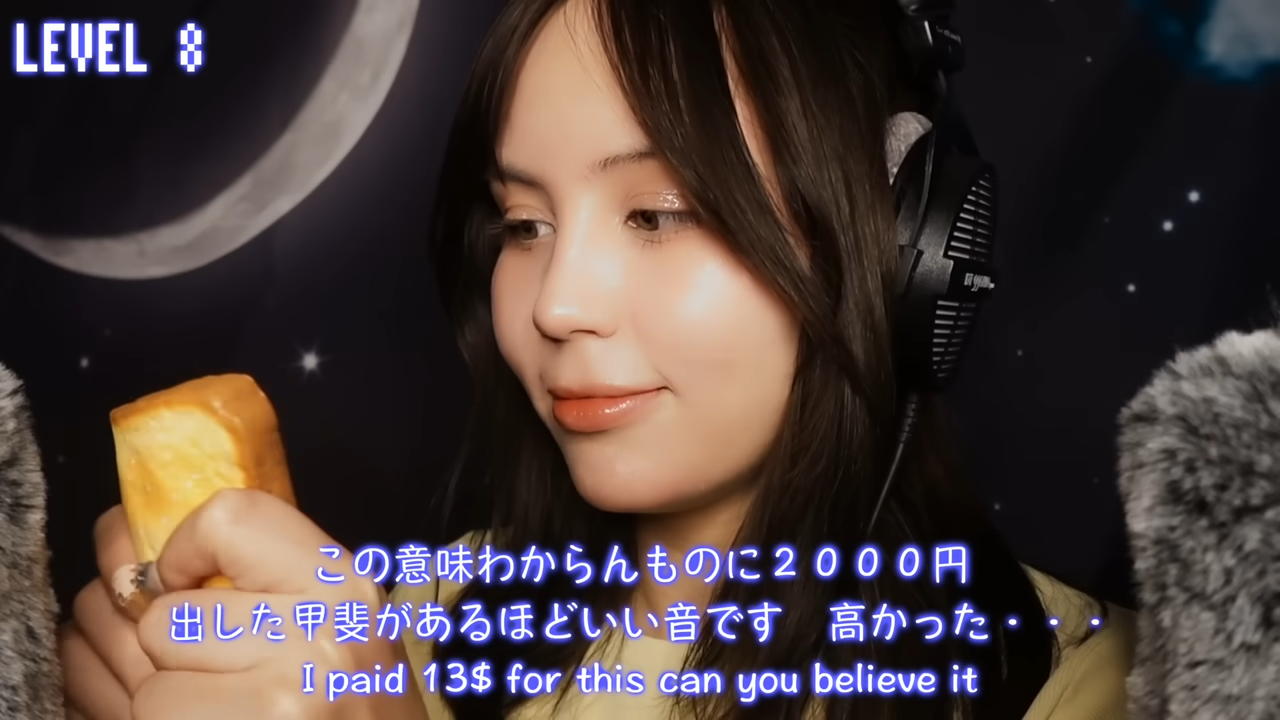 LEVEL 8
この意味わからんものに２０００円
出した甲斐があるほどいい音です　高かった・・・
I paid 13$ for this can you believe it